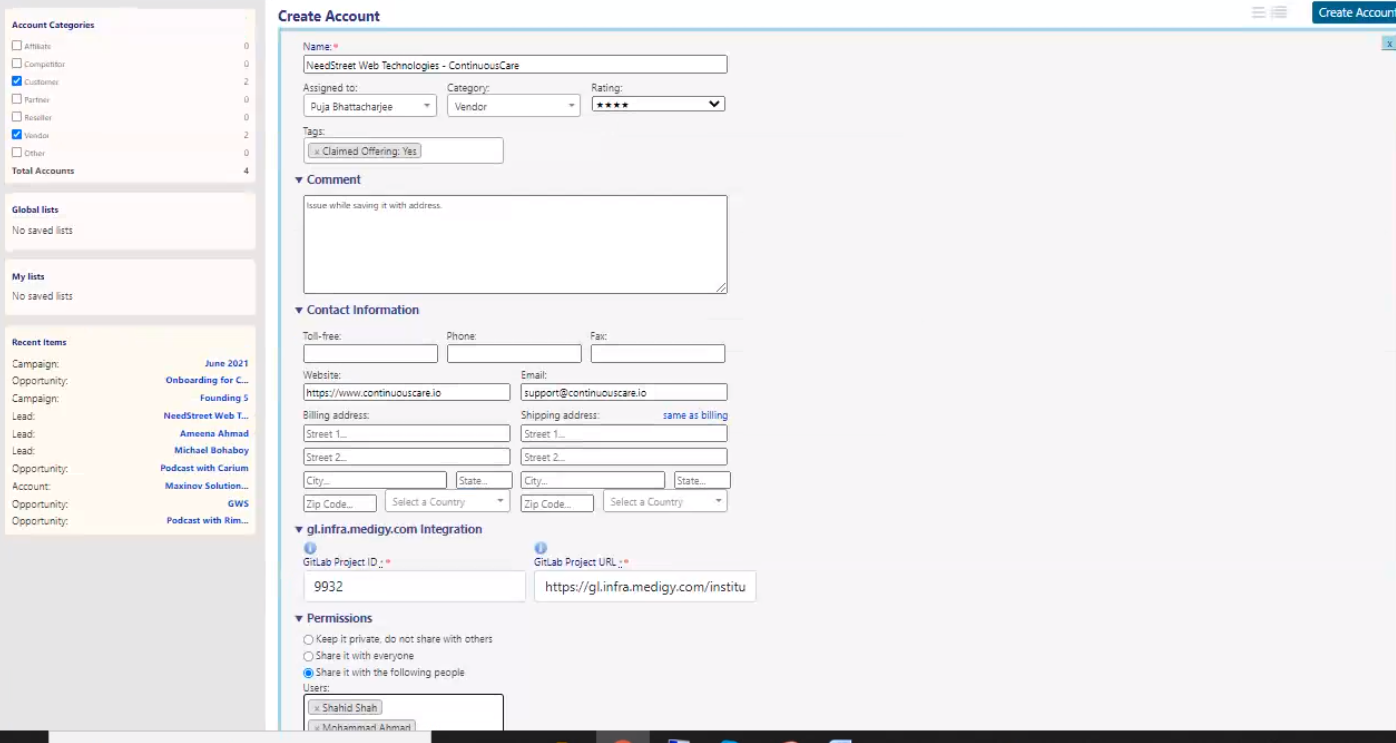 Account Categories
Affiliate 0
Competitor 0
Customer 2
Partner 0
Reseller 0
Vendor 2
Other 0
Total Accounts 4
Global lists
No saved lists
My lists
No saved lists
Recent Items
Campaign: June 2021
Opportunity: Onboarding for C...
Campaign: Founding 5
Lead: NeedStreet Web T...
Lead: Ameena Ahmad
Lead: Michael Bohaboy
Opportunity: Podcast with Carium
Account: Maxinov Solution...
Opportunity: GWS
Opportunity: Podcast with Rim...
Create Account
Create Account
x
Name:*
NeedStreet Web Technologies - ContinuousCare
Assigned to: Category: Rating:
Puja Bhattacharjee Vendor ★★★★
Tags:
× Claimed Offering: Yes
Comment
Issue while saving it with address.
Contact Information
Toll-free: Phone: Fax:
Website: Email:
https://www.continuouscare.io support@continuouscare.io
Billing address: Shipping address: same as billing
Street 1... Street 1...
Street 2... Street 2...
City... State... City... State...
Zip Code... Select a Country Zip Code... Select a Country
gl.infra.medigy.com Integration
GitLab Project ID :* GitLab Project URL :*
9932 https://gl.infra.medigy.com/institu
Permissions
Keep it private, do not share with others
Share it with everyone
Share it with the following people
Users:
× Shahid Shah
× Mohammad Ahmad